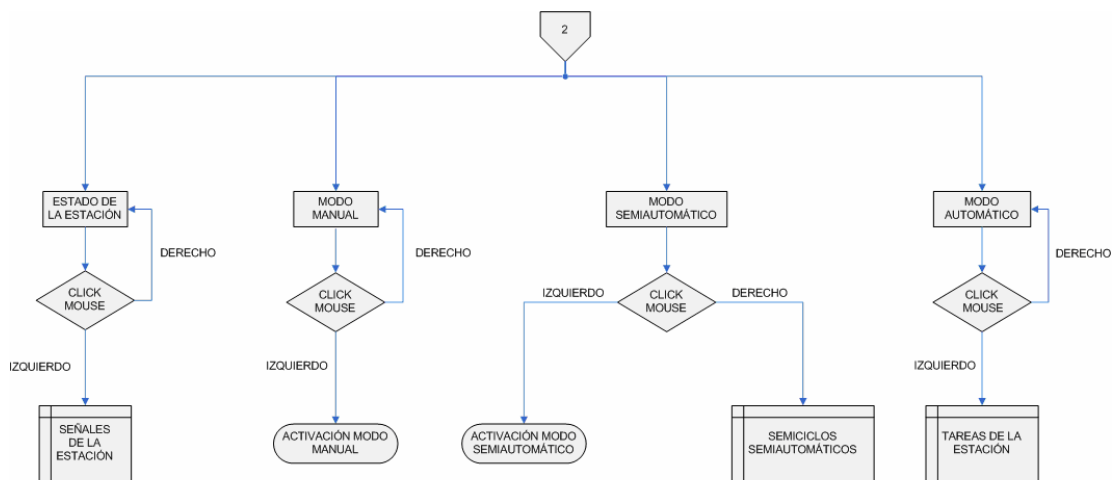 2
ESTADO DE
LA ESTACIÓN
MODO
MANUAL
MODO
SEMIAUTOMÁTICO
MODO
AUTOMÁTICO
DERECHO
DERECHO
DERECHO
CLICK
MOUSE
CLICK
MOUSE
IZQUIERDO
CLICK
MOUSE
DERECHO
CLICK
MOUSE
IZQUIERDO
IZQUIERDO
IZQUIERDO
SEÑALES
DE LA
ESTACIÓN
ACTIVACIÓN MODO
MANUAL
ACTIVACIÓN MODO
SEMIAUTOMÁTICO
SEMICICLOS
SEMIAUTOMÁTICOS
TAREAS DE LA
ESTACIÓN